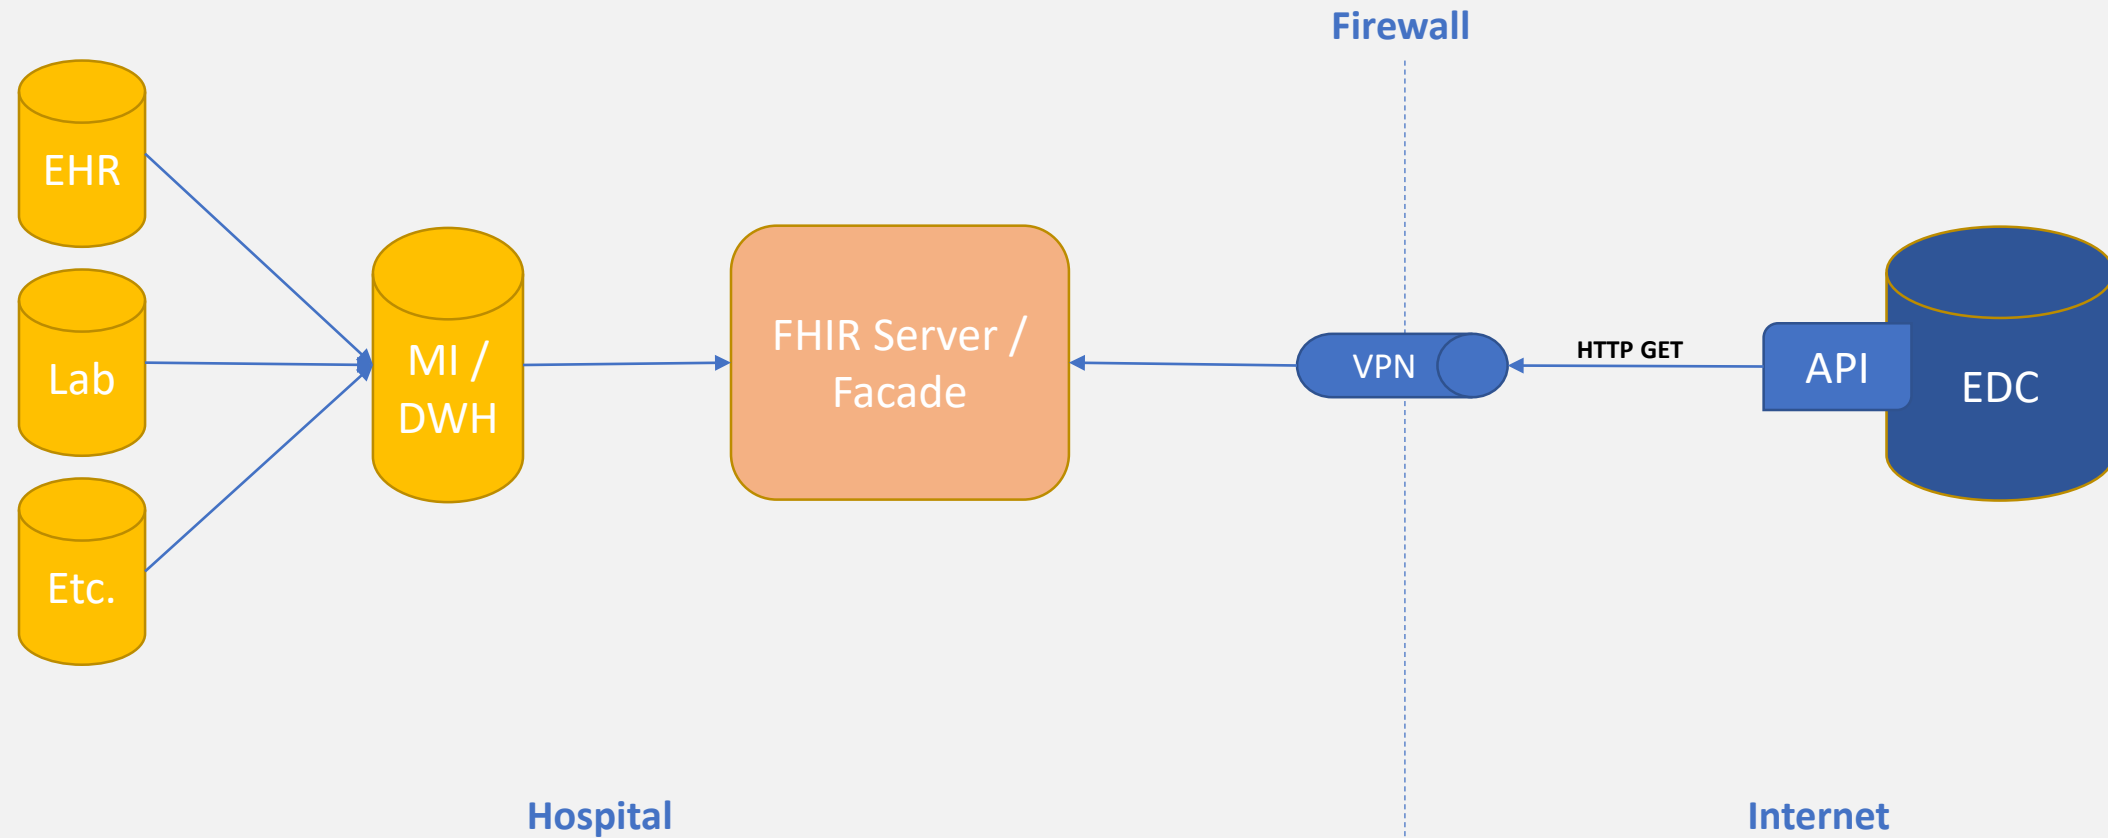 Firewall
EHR
Lab
Etc.
MI /
DWH
FHIR Server /
Facade
VPN
HTTP GET
API
EDC
Hospital
Internet